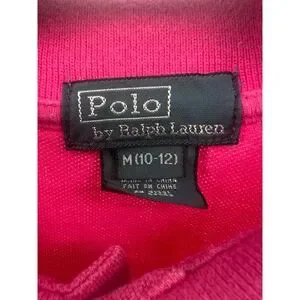 Polo
by Ralph Lauren
M (10-12)
MADE IN CHINA
FAIT EN CHINE